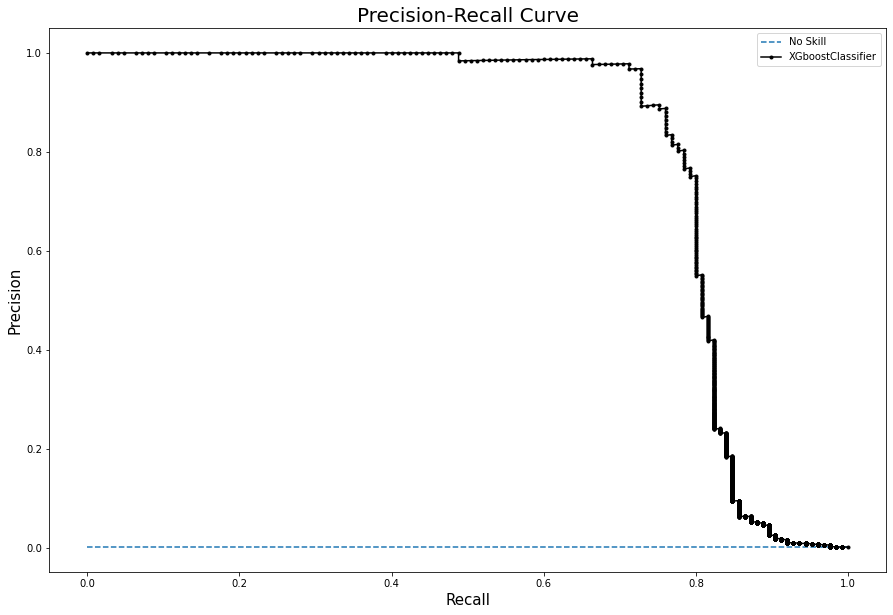 Precision-Recall Curve
No Skill
XGboostClassifier
1.0
0.8
0.6
0.4
0.2
0.0
Precision
0.0 0.2 0.4 0.6 0.8 1.0
Recall